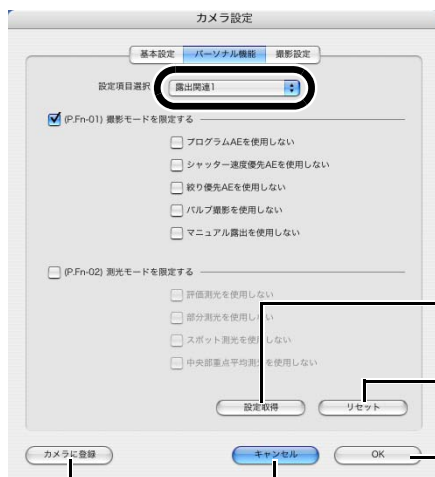 カメラ設定
基本設定 パーソナル機能 撮影設定
設定項目選択 露出関連1
(P.Fn-01) 撮影モードを限定する
プログラムAEを使用しない
シャッター速度優先AEを使用しない
絞り優先AEを使用しない
バルブ撮影を使用しない
マニュアル露出を使用しない
(P.Fn-02) 測光モードを限定する
評価測光を使用しない
部分測光を使用しない
スポット測光を使用しない
中央部重点平均測光を使用しない
設定取得 リセット
カメラに登録 キャンセル OK